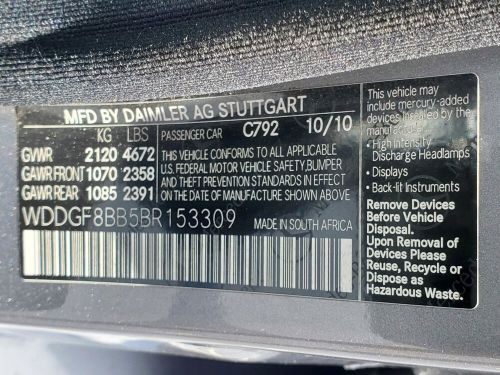 MFD BY DAIMLER AG STUTTGART
KG LBS
PASSENGER CAR C792 10/10
GVWR 2120 4672
GAWR FRONT 1070 2358
GAWR REAR 1085 2391
THIS VEHICLE CONFORMS TO ALL APPLICABLE
U.S. FEDERAL MOTOR VEHICLE SAFETY, BUMPER
AND THEFT PREVENTION STANDARDS IN EFFECT
ON THE DATE OF MANUFACTURE SHOWN ABOVE
WDDGF8BB5BR153309
MADE IN SOUTH AFRICA
This vehicle may
include mercury-added
devices installed by the
manufacturer:
• High Intensity
Discharge Headlamps
• Displays
• Back-lit Instruments
Remove Devices
Before Vehicle Disposal.
Upon Removal of
Devices Please
Reuse, Recycle or
Dispose as
Hazardous Waste.